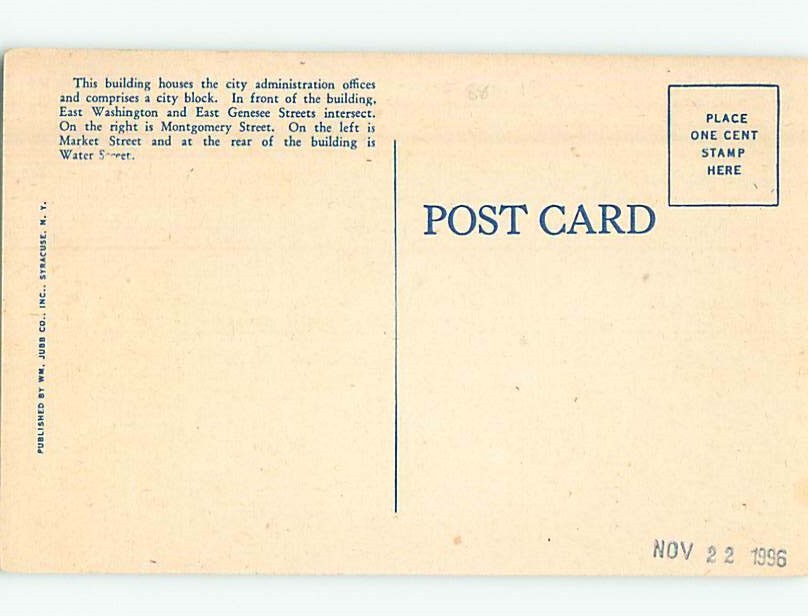 This building houses the city administration offices
and comprises a city block. In front of the building,
East Washington and East Genesee Streets intersect.
On the right is Montgomery Street. On the left is
Market Street and at the rear of the building is
Water
PUBLISHED BY WM. JUBB CO., INC., SYRACUSE, N. Y.
POST CARD
PLACE
ONE CENT
STAMP
HERE
NOV 22 1996